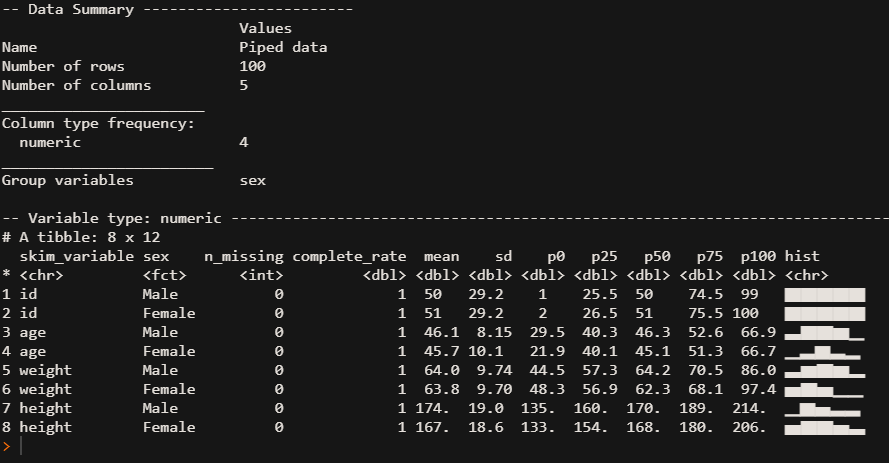 -- Data Summary ------------------------
                           Values
Name                       Piped data
Number of rows             100
Number of columns          5
_______________________
Column type frequency:
  numeric                  4
________________________
Group variables            sex

-- Variable type: numeric --------------------------------------------------------------------------
# A tibble: 8 x 12
  skim_variable sex    n_missing complete_rate  mean    sd    p0   p25   p50   p75  p100 hist
* <chr>         <fct>      <int>         <dbl> <dbl> <dbl> <dbl> <dbl> <dbl> <dbl> <dbl> <chr>
1 id            Male           0             1  50   29.2    1    25.5  50    74.5  99
2 id            Female         0             1  51   29.2    2    26.5  51    75.5 100
3 age           Male           0             1  46.1  8.15  29.5  40.3  46.3  52.6  66.9
4 age           Female         0             1  45.7 10.1   21.9  40.1  45.1  51.3  66.7
5 weight        Male           0             1  64.0  9.74  44.5  57.3  64.2  70.5  86.0
6 weight        Female         0             1  63.8  9.70  48.3  56.9  62.3  68.1  97.4
7 height        Male           0             1 174.  19.0  135.  160.  170.  189.  214.
8 height        Female         0             1 167.  18.6  133.  154.  168.  180.  206.
>